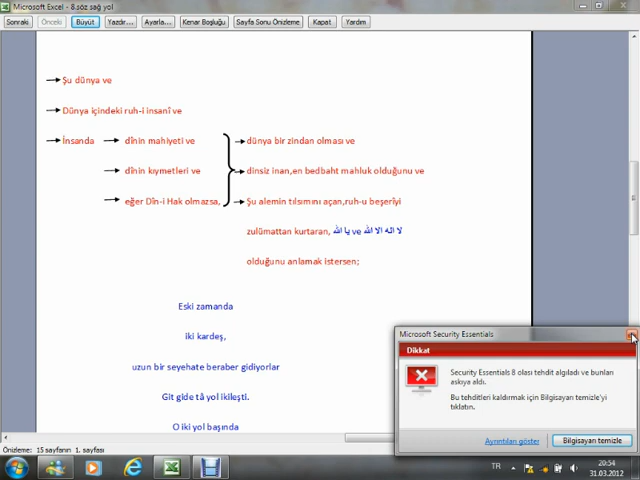 Microsoft Excel - 8.söz sağ yol
Sonraki Önceki Büyüt Yazdır... Ayarla... Kenar Boşluğu Sayfa Sonu Önizleme Kapat Yardım
Şu dünya ve
Dünya içindeki ruh-i insanî ve
İnsanda dînin mahiyeti ve dünya bir zindan olması ve
dînin kıymetleri ve dinsiz inan,en bedbaht mahluk olduğunu ve
eğer Dîn-i Hak olmazsa, Şu alemin tılsımını açan,ruh-u beşerîyi
zulümattan kurtaran, يا الله ve لا اله الا الله
olduğunu anlamak istersen;
Eski zamanda
iki kardeş,
uzun bir seyehate beraber gidiyorlar
Git gide tâ yol ikileşti.
O iki yol başında
Microsoft Security Essentials
Dikkat
Security Essentials 8 olası tehdit algıladı ve bunları
askıya aldı.
Bu tehditleri kaldırmak için Bilgisayarı temizle'yi
tıklatın.
Ayrıntıları göster Bilgisayarı temizle
Önizleme: 15 sayfanın 1. sayfası
TR 20:54
31.03.2012